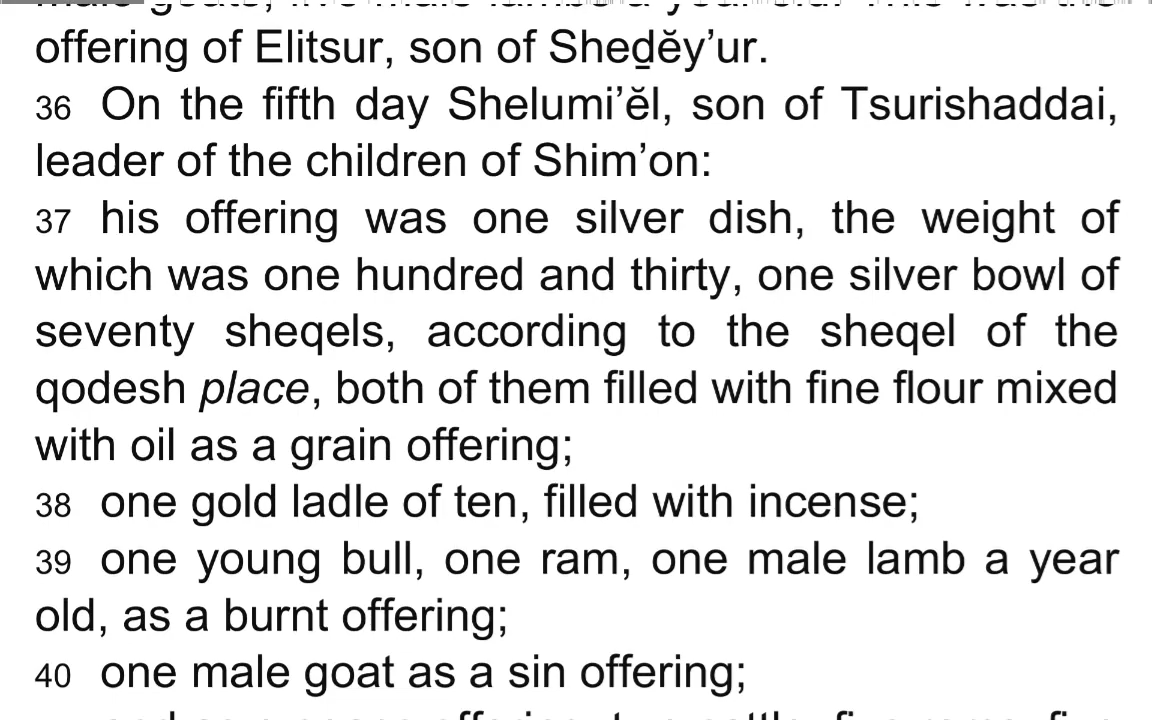 offering of Elitsur, son of Sheḏĕy’ur.
36 On the fifth day Shelumi’ĕl, son of Tsurishaddai,
leader of the children of Shim’on:
37 his offering was one silver dish, the weight of
which was one hundred and thirty, one silver bowl of
seventy sheqels, according to the sheqel of the
qodesh place, both of them filled with fine flour mixed
with oil as a grain offering;
38 one gold ladle of ten, filled with incense;
39 one young bull, one ram, one male lamb a year
old, as a burnt offering;
40 one male goat as a sin offering;